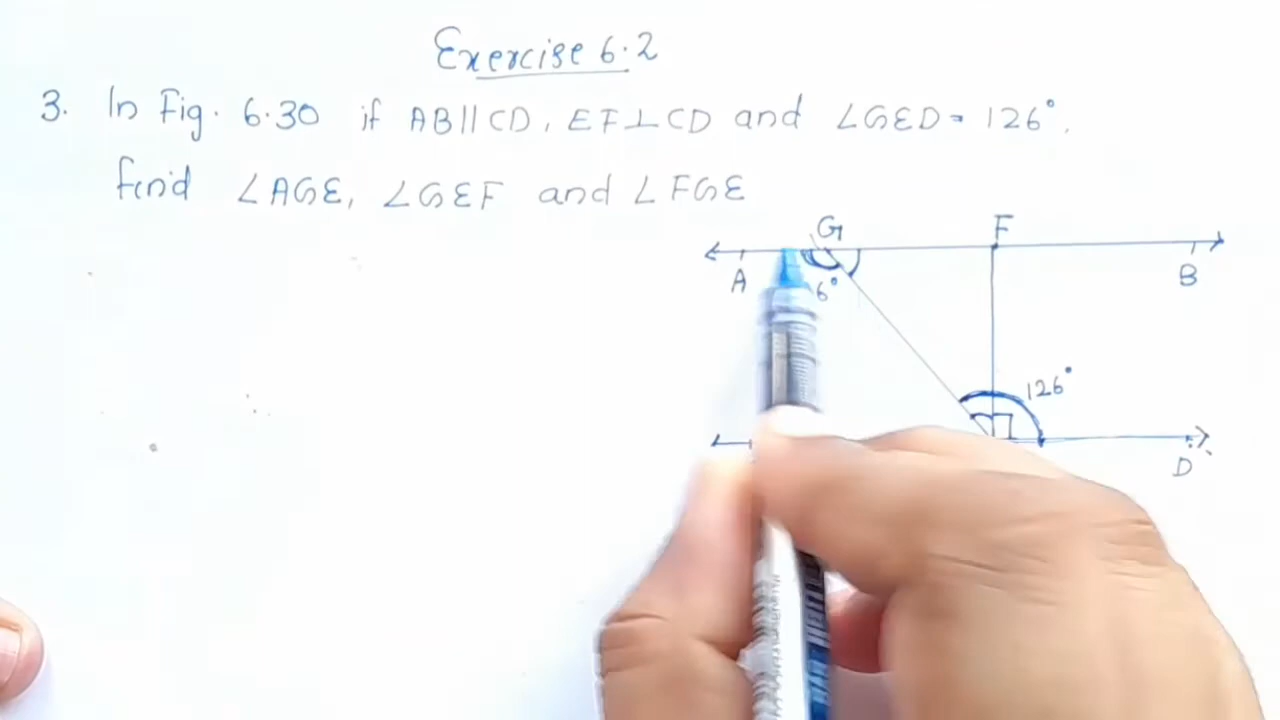 Exercise 6.2
3. In Fig. 6.30 if AB||CD, EF⊥CD and ∠GED = 126°.
find ∠AGE, ∠GEF and ∠FGE
G F
A B
6°
126°
D